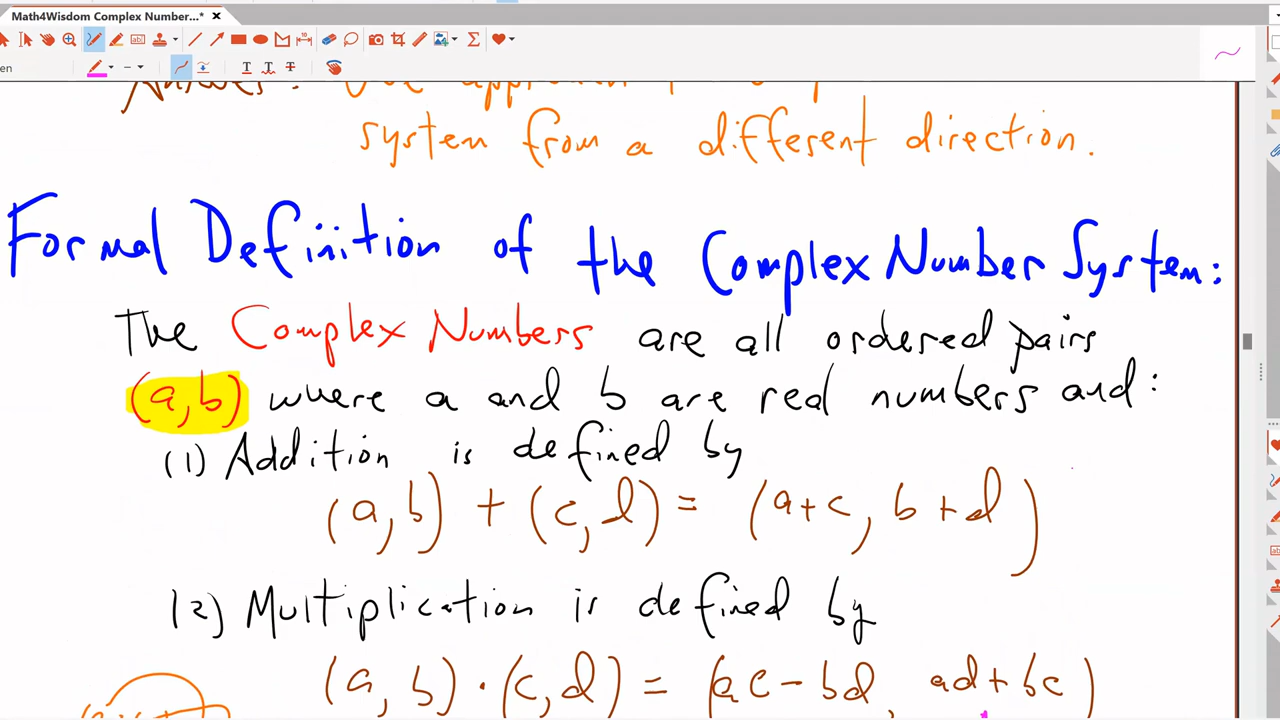 Math4Wisdom Complex Number...* ×
T T T
en
Answer:
system from a different direction.
Formal Definition of the Complex Number System:
The Complex Numbers are all ordered pairs
(a,b) where a and b are real numbers and:
(1) Addition is defined by
(a, b) + (c, d) = (a+c, b+d)
(2) Multiplication is defined by
(a, b) · (c, d) = (ac - bd, ad + bc)